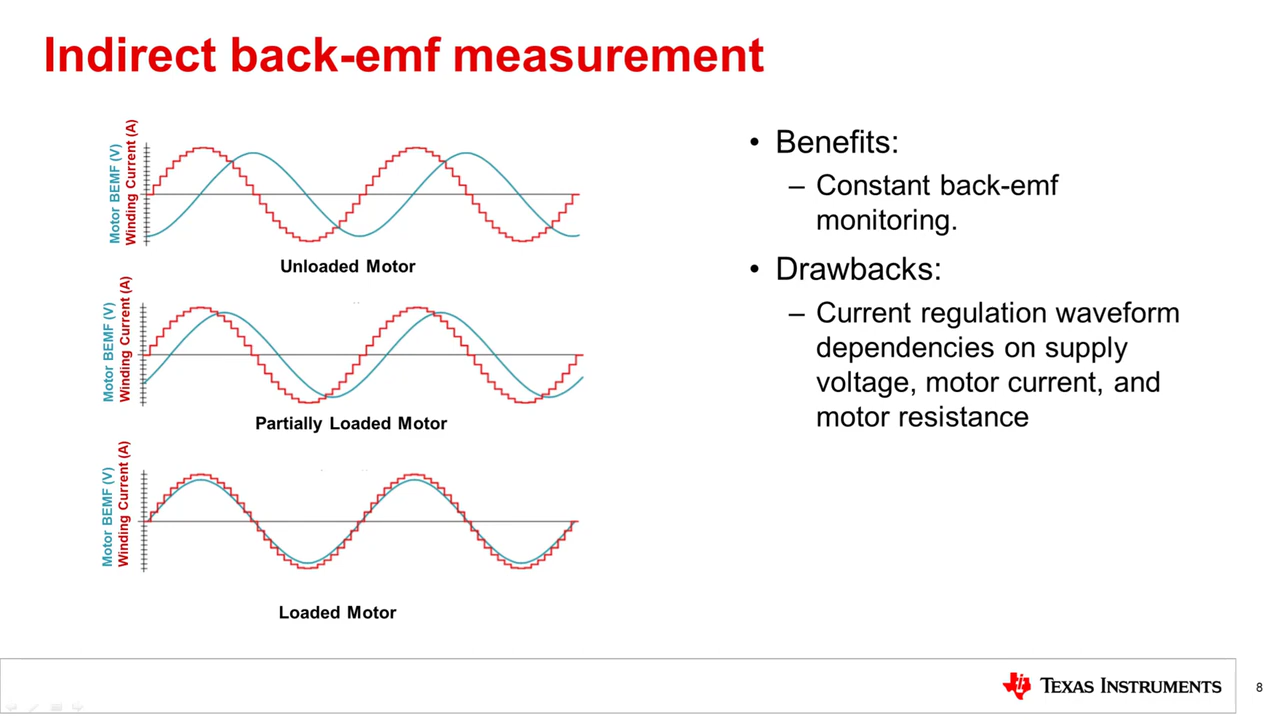 Indirect back-emf measurement
Motor BEMF (V)
Winding Current (A)
Unloaded Motor
Motor BEMF (V)
Winding Current (A)
Partially Loaded Motor
Motor BEMF (V)
Winding Current (A)
Loaded Motor
• Benefits:
– Constant back-emf
monitoring.
• Drawbacks:
– Current regulation waveform
dependencies on supply
voltage, motor current, and
motor resistance
TEXAS INSTRUMENTS
8